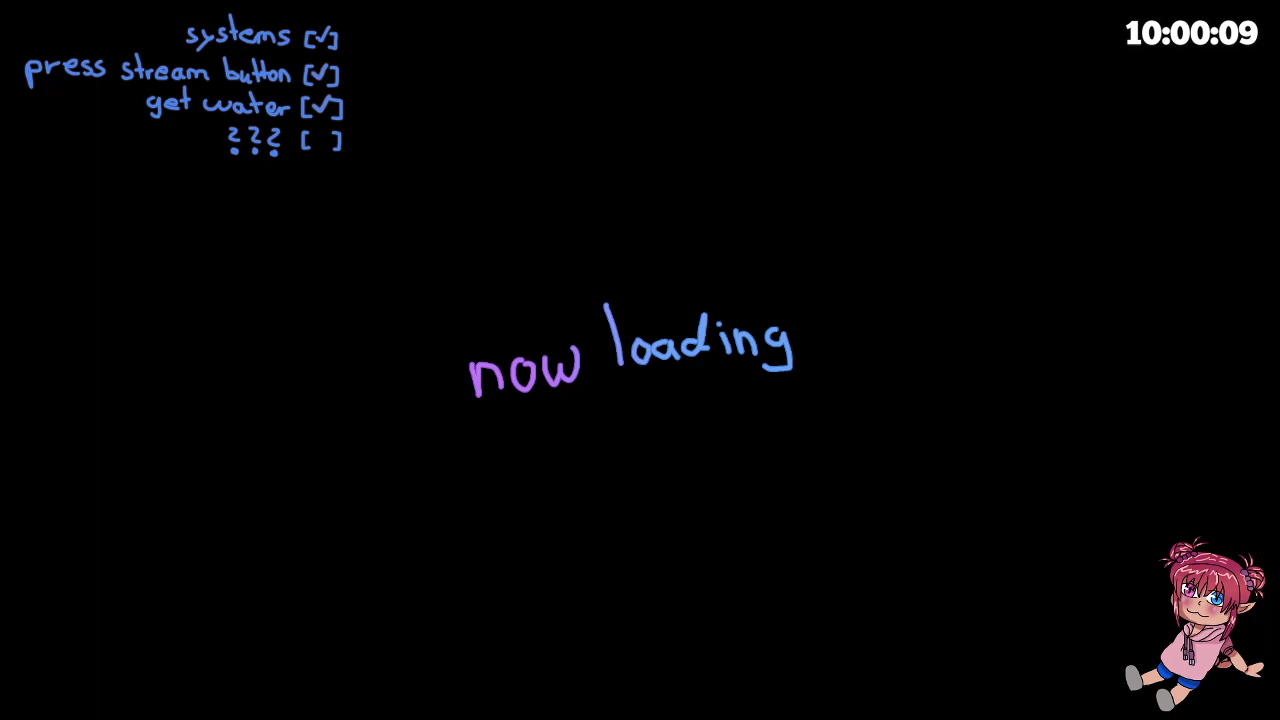 systems [✓]
press stream button [✓]
get water [✓]
??? [ ]
10:00:09
now loading